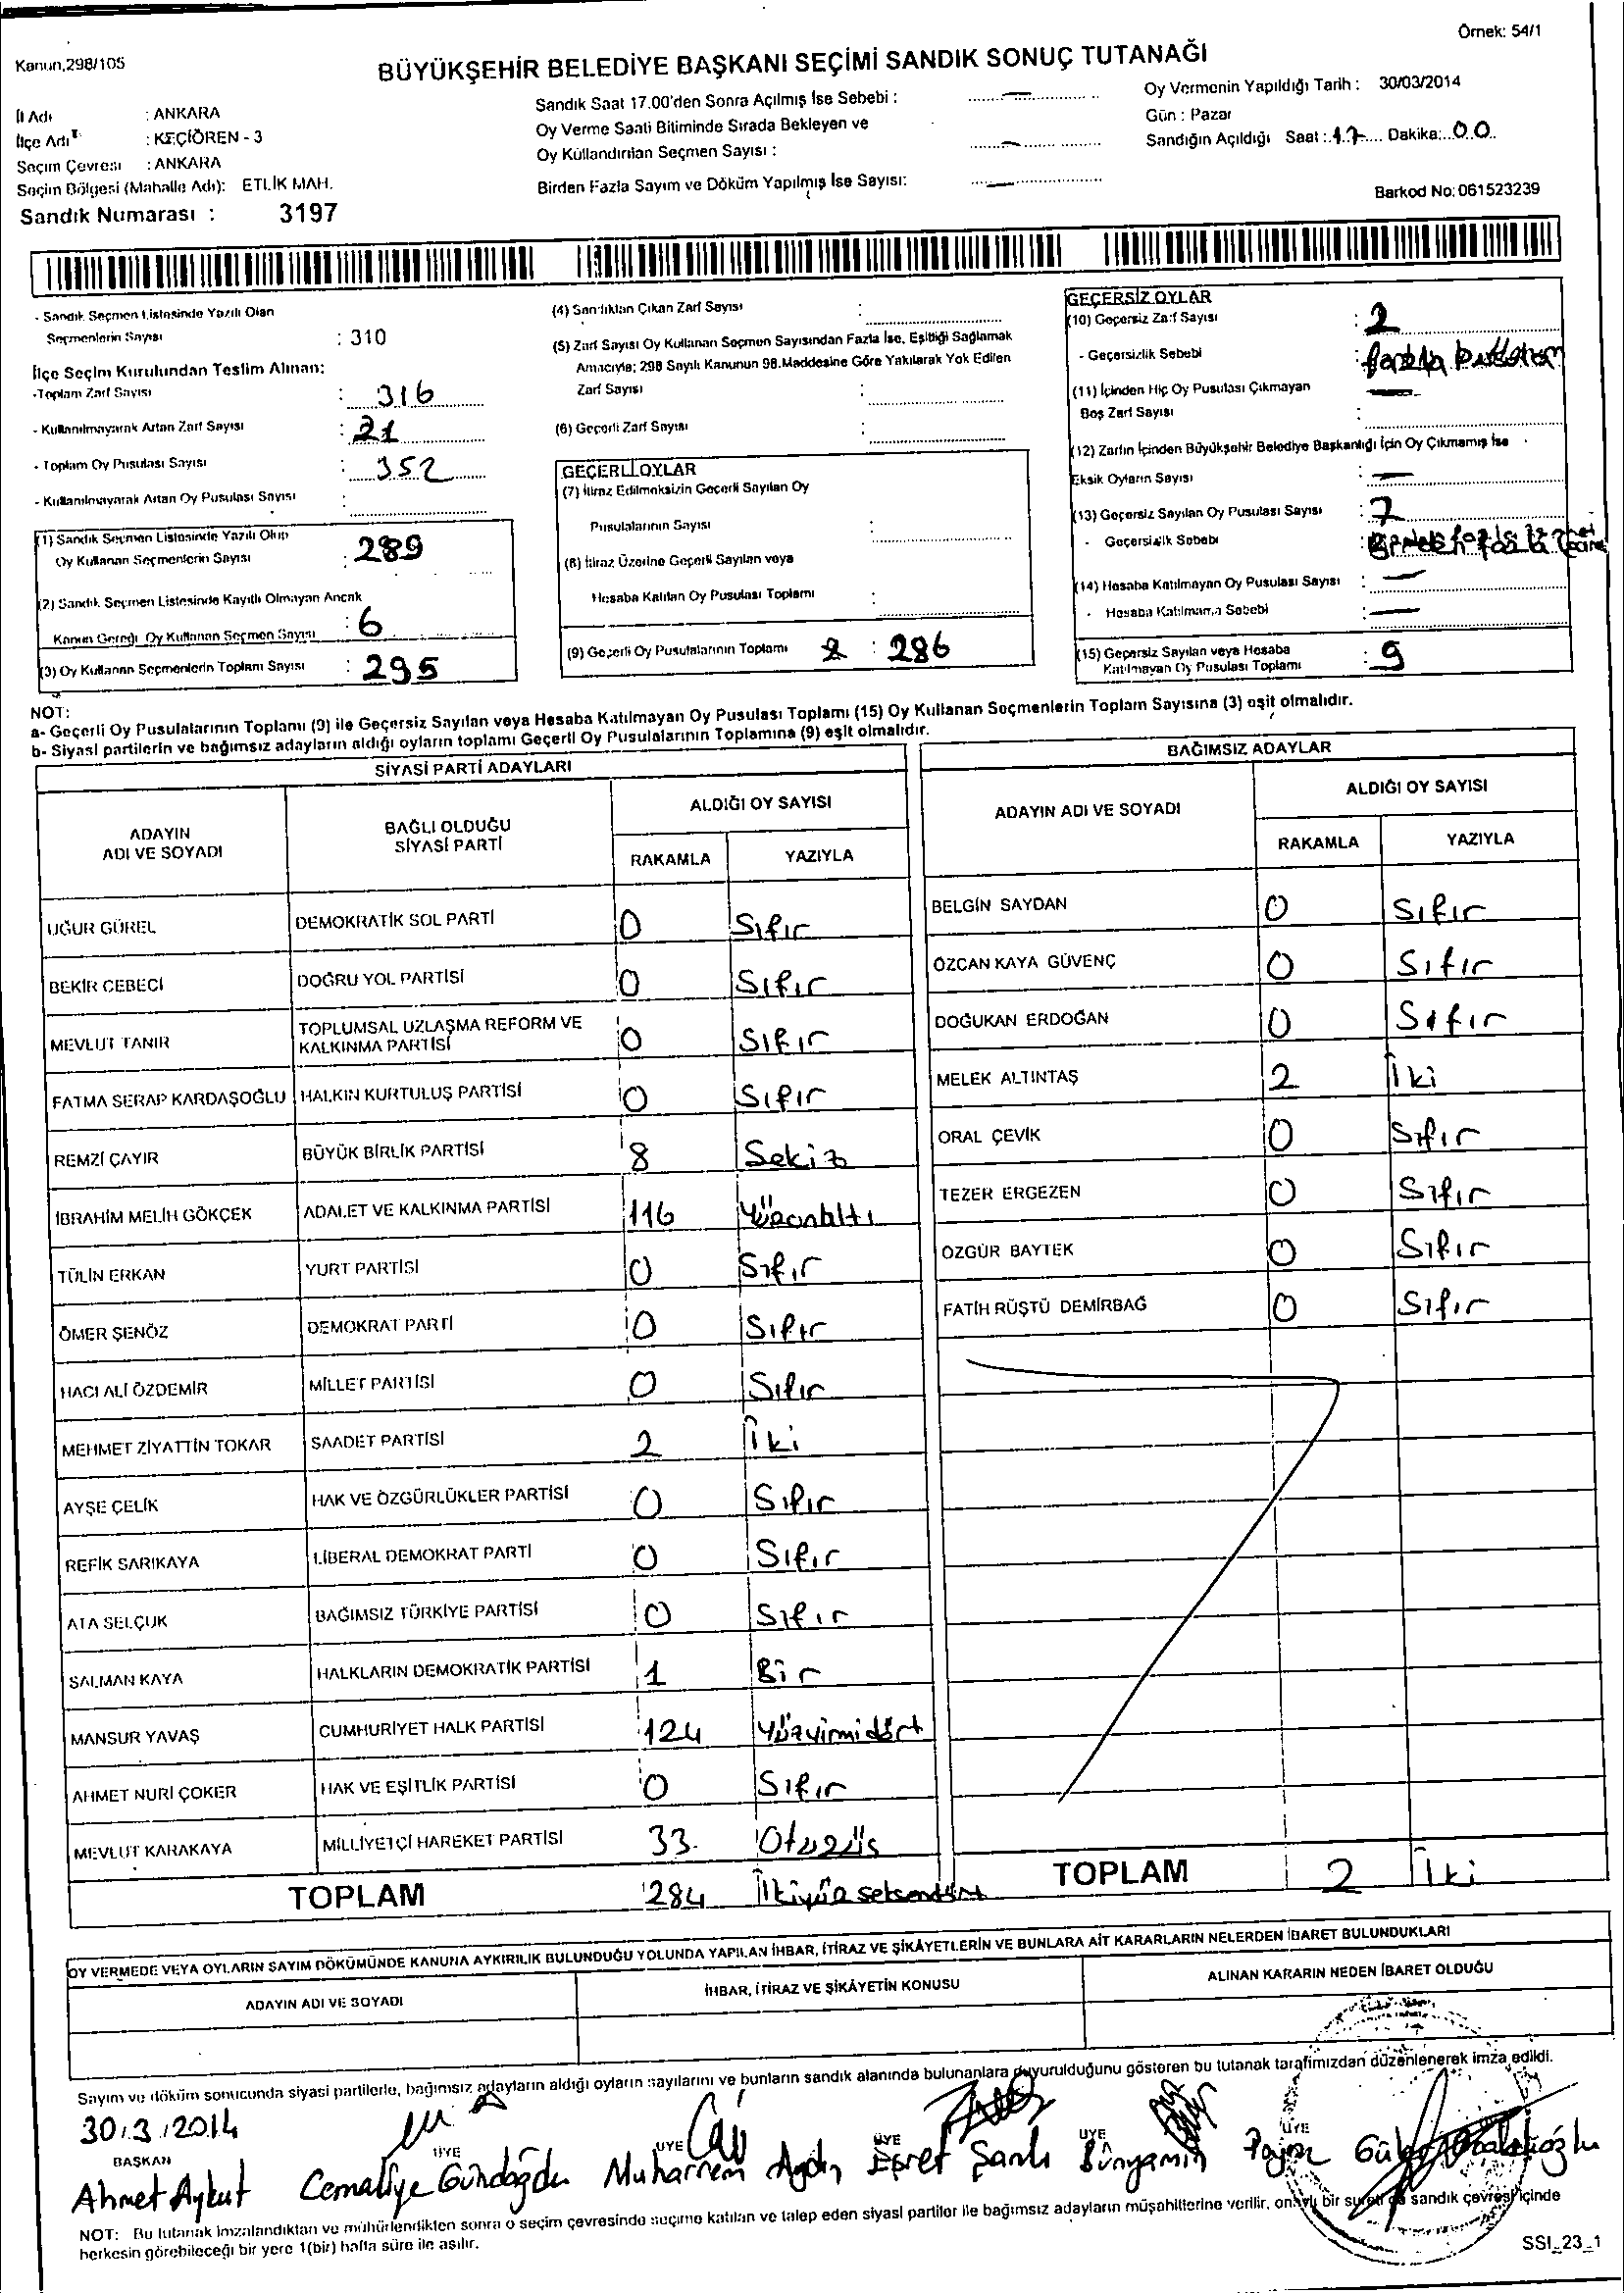 Örnek: 54/1
Kanun,298/105
BÜYÜKŞEHİR BELEDİYE BAŞKANI SEÇİMİ SANDIK SONUÇ TUTANAĞI
İl Adı : ANKARA
İlçe Adı : KEÇİÖREN - 3
Seçim Çevresi : ANKARA
Seçim Bölgesi (Mahalle Adı): ETLİK MAH.
Sandık Numarası : 3197
Sandık Saat 17.00'den Sonra Açılmış İse Sebebi : —
Oy Verme Saati Bitiminde Sırada Bekleyen ve
Oy Kullandırılan Seçmen Sayısı : —
Birden Fazla Sayım ve Döküm Yapılmış İse Sayısı: —
Oy Vermenin Yapıldığı Tarih : 30/03/2014
Gün : Pazar
Sandığın Açıldığı Saat : 17 Dakika: 00
Barkod No: 061523239
- Sandık Seçmen Listesinde Yazılı Olan
Seçmenlerin Sayısı : 310
İlçe Seçim Kurulundan Teslim Alınan:
-Toplam Zarf Sayısı : 316
- Kullanılmayarak Artan Zarf Sayısı : 21
- Toplam Oy Pusulası Sayısı : 352
- Kullanılmayarak Artan Oy Pusulası Sayısı :
(1) Sandık Seçmen Listesinde Yazılı Olup
Oy Kullanan Seçmenlerin Sayısı : 289
(2) Sandık Seçmen Listesinde Kayıtlı Olmayan Ancak
Kanun Gereği Oy Kullanan Seçmen Sayısı : 6
(3) Oy Kullanan Seçmenlerin Toplam Sayısı : 295
(4) Sandıktan Çıkan Zarf Sayısı :
(5) Zarf Sayısı Oy Kullanan Seçmen Sayısından Fazla İse, Eşitliği Sağlamak
Amacıyla; 298 Sayılı Kanunun 98.Maddesine Göre Yakılarak Yok Edilen
Zarf Sayısı :
(6) Geçerli Zarf Sayısı :
GEÇERLİ OYLAR
(7) İtiraz Edilmeksizin Geçerli Sayılan Oy
Pusulalarının Sayısı :
(8) İtiraz Üzerine Geçerli Sayılan veya
Hesaba Katılan Oy Pusulası Toplamı :
(9) Geçerli Oy Pusulalarının Toplamı : 286
GEÇERSİZ OYLAR
(10) Geçersiz Zarf Sayısı : 2
- Geçersizlik Sebebi : fazla
(11) İçinden Hiç Oy Pusulası Çıkmayan
Boş Zarf Sayısı : —
(12) Zarfın İçinden Büyükşehir Belediye Başkanlığı İçin Oy Çıkmamış İse
Eksik Oyların Sayısı : —
(13) Geçersiz Sayılan Oy Pusulası Sayısı : 7
- Geçersizlik Sebebi : Birden fazla
(14) Hesaba Katılmayan Oy Pusulası Sayısı : —
- Hesaba Katılmama Sebebi : —
(15) Geçersiz Sayılan veya Hesaba
Katılmayan Oy Pusulası Toplamı : 9
NOT:
a- Geçerli Oy Pusulalarının Toplamı (9) ile Geçersiz Sayılan veya Hesaba Katılmayan Oy Pusulası Toplamı (15) Oy Kullanan Seçmenlerin Toplam Sayısına (3) eşit olmalıdır.
b- Siyasi partilerin ve bağımsız adayların aldığı oyların toplamı Geçerli Oy Pusulalarının Toplamına (9) eşit olmalıdır.
SİYASİ PARTİ ADAYLARI
ADAYIN
ADI VE SOYADI
BAĞLI OLDUĞU
SİYASİ PARTİ
ALDIĞI OY SAYISI
RAKAMLA YAZIYLA
UĞUR GÜREL DEMOKRATİK SOL PARTİ 0 Sıfır
BEKİR CEBECİ DOĞRU YOL PARTİSİ 0 Sıfır
MEVLUT TANIR TOPLUMSAL UZLAŞMA REFORM VE
KALKINMA PARTİSİ 0 Sıfır
FATMA SERAP KARDAŞOĞLU HALKIN KURTULUŞ PARTİSİ 0 Sıfır
REMZİ ÇAYIR BÜYÜK BİRLİK PARTİSİ 8 Sekiz
İBRAHİM MELİH GÖKÇEK ADALET VE KALKINMA PARTİSİ 116 Yüzonaltı
TÜLİN ERKAN YURT PARTİSİ 0 Sıfır
ÖMER ŞENÖZ DEMOKRAT PARTİ 0 Sıfır
HACI ALİ ÖZDEMİR MİLLET PARTİSİ 0 Sıfır
MEHMET ZİYATTİN TOKAR SAADET PARTİSİ 2 İki
AYŞE ÇELİK HAK VE ÖZGÜRLÜKLER PARTİSİ 0 Sıfır
REFİK SARIKAYA LİBERAL DEMOKRAT PARTİ 0 Sıfır
ATA SELÇUK BAĞIMSIZ TÜRKİYE PARTİSİ 0 Sıfır
SALMAN KAYA HALKLARIN DEMOKRATİK PARTİSİ 1 Bir
MANSUR YAVAŞ CUMHURİYET HALK PARTİSİ 124 Yüzyirmidört
AHMET NURİ ÇOKER HAK VE EŞİTLİK PARTİSİ 0 Sıfır
MEVLUT KARAKAYA MİLLİYETÇİ HAREKET PARTİSİ 33. Otuzüç
TOPLAM 284 İkiyüz seksendört
BAĞIMSIZ ADAYLAR
ADAYIN ADI VE SOYADI
ALDIĞI OY SAYISI
RAKAMLA YAZIYLA
BELGİN SAYDAN 0 Sıfır
ÖZCAN KAYA GÜVENÇ 0 Sıfır
DOĞUKAN ERDOĞAN 0 Sıfır
MELEK ALTINTAŞ 2 İki
ORAL ÇEVİK 0 Sıfır
TEZER ERGEZEN 0 Sıfır
ÖZGÜR BAYTEK 0 Sıfır
FATİH RÜŞTÜ DEMİRBAĞ 0 Sıfır
TOPLAM 2 İki
OY VERMEDE VEYA OYLARIN SAYIM DÖKÜMÜNDE KANUNA AYKIRILIK BULUNDUĞU YOLUNDA YAPILAN İHBAR, İTİRAZ VE ŞİKÂYETLERİN VE BUNLARA AİT KARARLARIN NELERDEN İBARET BULUNDUKLARI
ADAYIN ADI VE SOYADI
İHBAR, İTİRAZ VE ŞİKÂYETİN KONUSU
ALINAN KARARIN NEDEN İBARET OLDUĞU
Sayım ve döküm sonucunda siyasi partilerle, bağımsız adayların aldığı oyların sayılarını ve bunların sandık alanında bulunanlara duyurulduğunu gösteren bu tutanak tarafımızdan düzenlenerek imza edildi.
30.3.2014
BAŞKAN ÜYE ÜYE ÜYE ÜYE ÜYE
Ahmet Aykut Cemaliye Gündoğdu Muharrem Aydın Esret Şanlı Bünyamin
NOT: Bu tutanak imzalandıktan ve mühürlendikten sonra o seçim çevresinde seçime katılan ve talep eden siyasi partiler ile bağımsız adayların müşahitlerine verilir, onaylı bir sureti de sandık çevresi içinde
herkesin görebileceği bir yere 1(bir) hafta süre ile asılır.
SSI_23_1